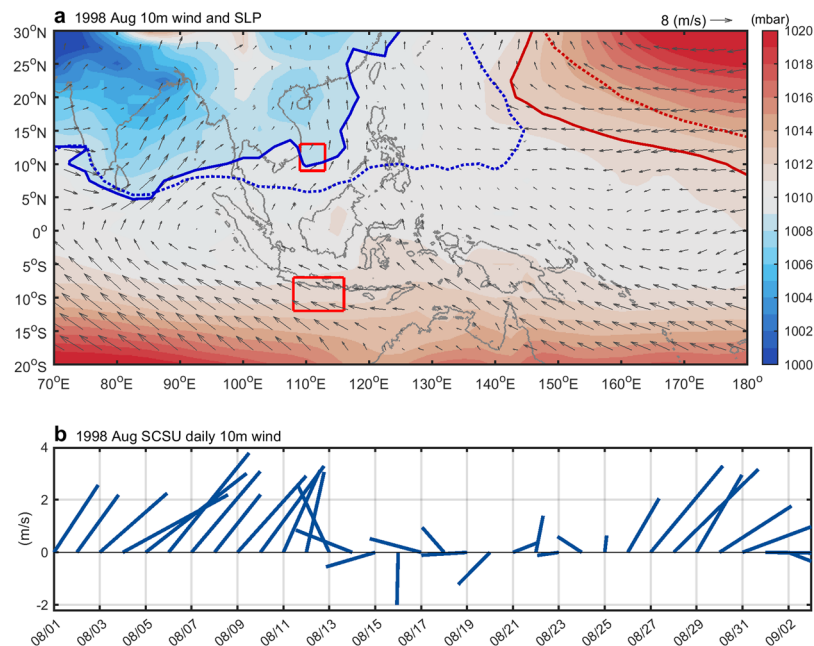 a 1998 Aug 10m wind and SLP 8 (m/s) (mbar)
30°N
25°N
20°N
15°N
10°N
5°N
0°
5°S
10°S
15°S
20°S
70°E 80°E 90°E 100°E 110°E 120°E 130°E 140°E 150°E 160°E 170°E 180°
1020
1018
1016
1014
1012
1010
1008
1006
1004
1002
1000
b 1998 Aug SCSU daily 10m wind
(m/s)
4
2
0
-2
08/01 08/03 08/05 08/07 08/09 08/11 08/13 08/15 08/17 08/19 08/21 08/23 08/25 08/27 08/29 08/31 09/02